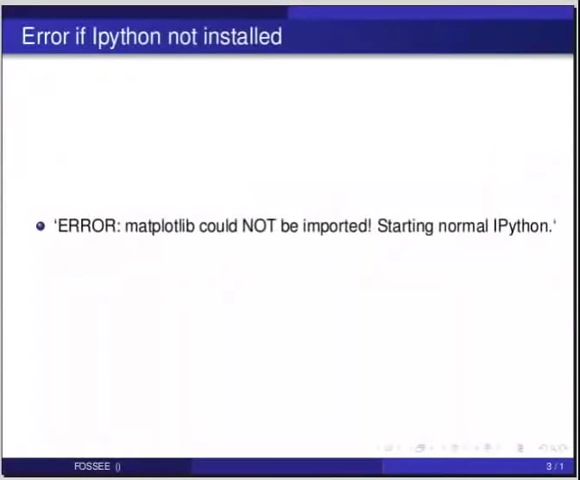 Error if Ipython not installed
‘ERROR: matplotlib could NOT be imported! Starting normal IPython.‘
FOSSEE ()
3 / 1